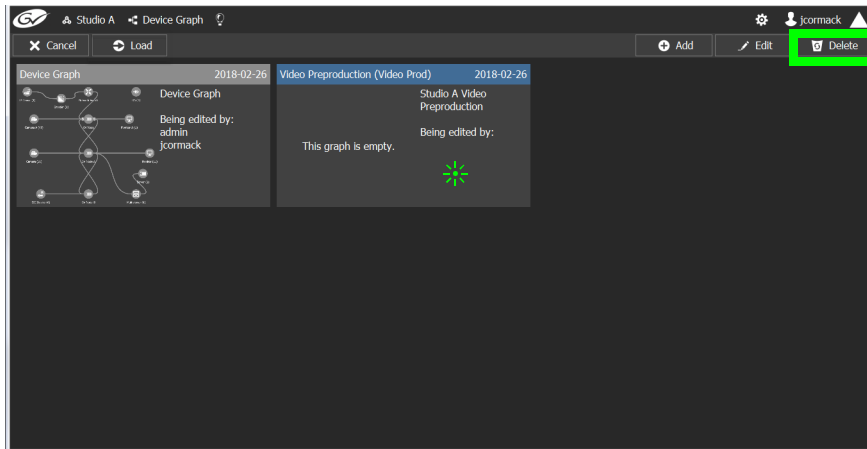 GV Studio A Device Graph jcormack
Cancel Load Add Edit Delete
Device Graph 2018-02-26
Device Graph
Being edited by:
admin
jcormack
Video Preproduction (Video Prod) 2018-02-26
Studio A Video
Preproduction
Being edited by:
This graph is empty.